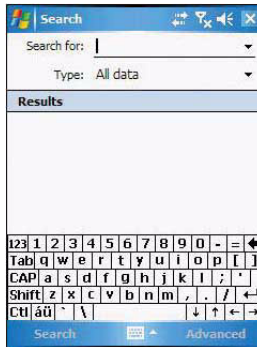 Search
Search for:
Type: All data
Results
123 1 2 3 4 5 6 7 8 9 0 - =
Tab q w e r t y u i o p [ ]
CAP a s d f g h j k l ; '
Shift z x c v b n m , . /
Ctl áü ` \
Search Advanced